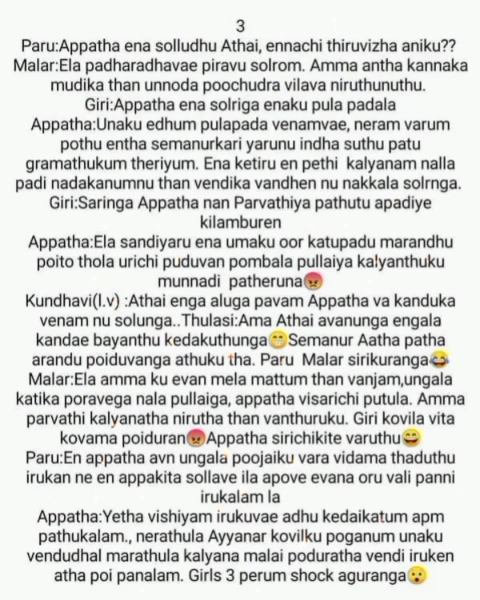 3
Paru:Appatha ena solludhu Athai, ennachi thiruvizha aniku??
Malar:Ela padharadhavae piravu solrom. Amma antha kannaka
mudika than unnoda poochudra vilava niruthunuthu.
Giri:Appatha ena solriga enaku pula padala
Appatha:Unaku edhum pulapada venamvae, neram varum
pothu entha semanurkari yarunu indha suthu patu
gramathukum theriyum. Ena ketiru en pethi  kalyanam nalla
padi nadakanumnu than vendika vandhen nu nakkala solrnga.
Giri:Saringa Appatha nan Parvathiya pathutu apadiye
kilamburen
Appatha:Ela sandiyaru ena umaku oor katupadu marandhu
poito thola urichi puduvan pombala pullaiya kalyanthuku
munnadi  patheruna😡
Kundhavi(I.v) :Athai enga aluga pavam Appatha va kanduka
venam nu solunga..Thulasi:Ama Athai avanunga engala
kandae bayanthu kedakuthunga😁Semanur Aatha patha
arandu poiduvanga athuku tha. Paru  Malar sirikuranga😂
Malar:Ela amma ku evan mela mattum than vanjam,ungala
katika poravega nala pullaiga, appatha visarichi putula. Amma
parvathi kalyanatha nirutha than vanthuruku. Giri kovila vita
kovama poiduran😡Appatha sirichikite varuthu😄
Paru:En appatha avn ungala poojaiku vara vidama thaduthu
irukan ne en appakita sollave ila apove evana oru vali panni
irukalam la
Appatha:Yetha vishiyam irukuvae adhu kedaikatum apm
pathukalam., nerathula Ayyanar kovilku poganum unaku
vendudhal marathula kalyana malai poduratha vendi iruken
atha poi panalam. Girls 3 perum shock aguranga😮